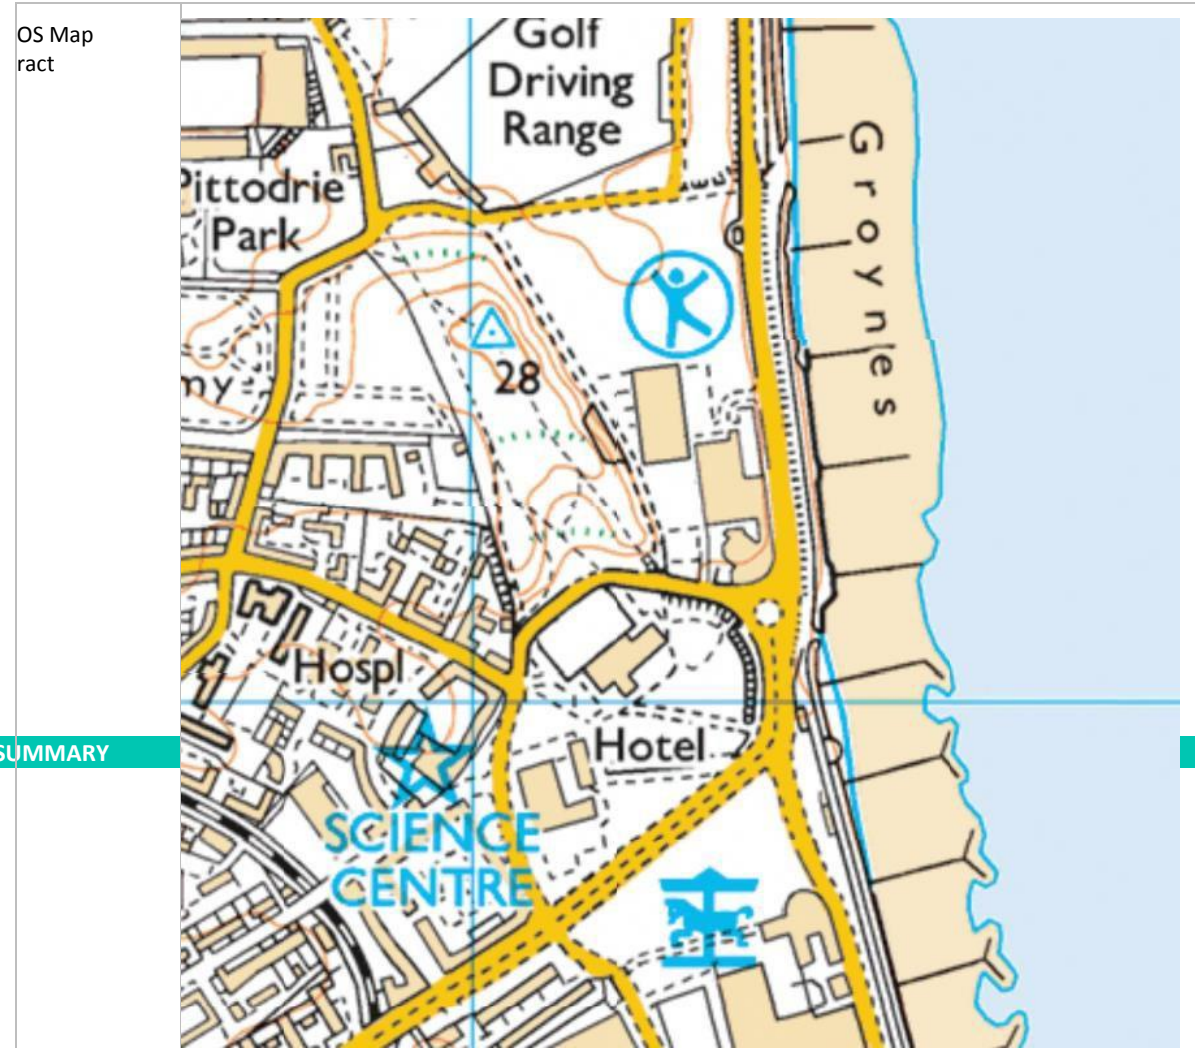 OS Map
ract
Golf
Driving
Range
Pittodrie
Park
Groynes
28
my
Hospl
SUMMARY
Hotel
SCIENCE
CENTRE